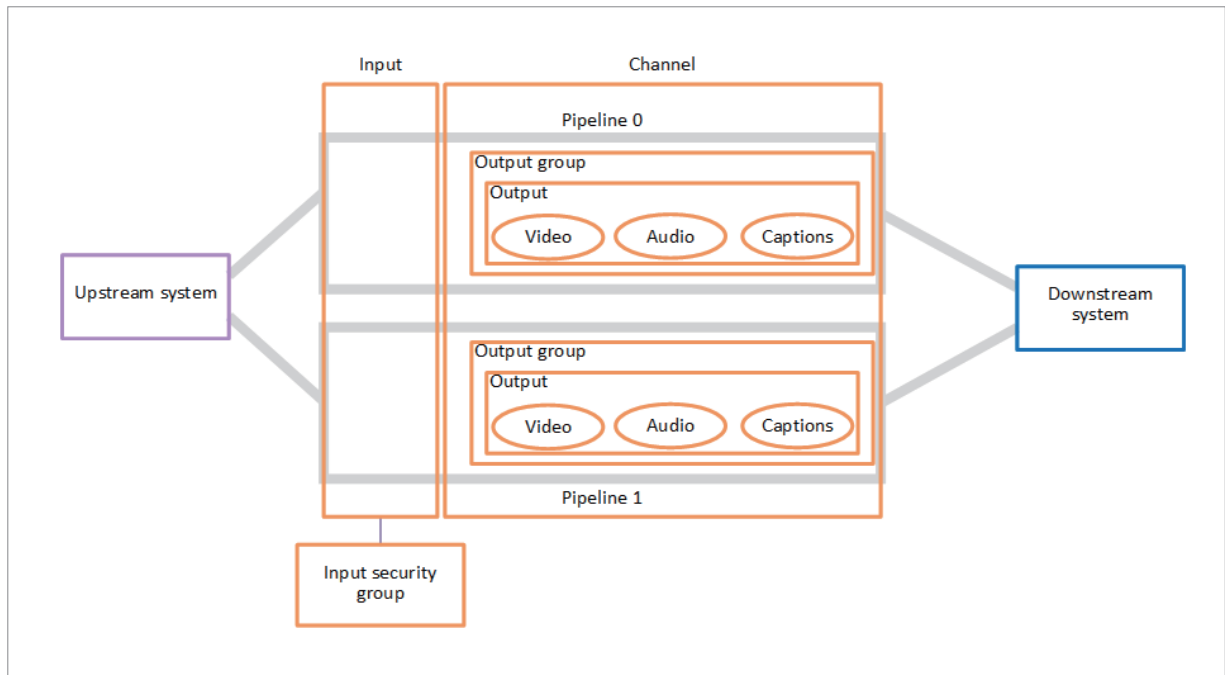 Input
Channel
Pipeline 0
Output group
Output
Video
Audio
Captions
Upstream system
Downstream
system
Output group
Output
Video
Audio
Captions
Pipeline 1
Input security
group